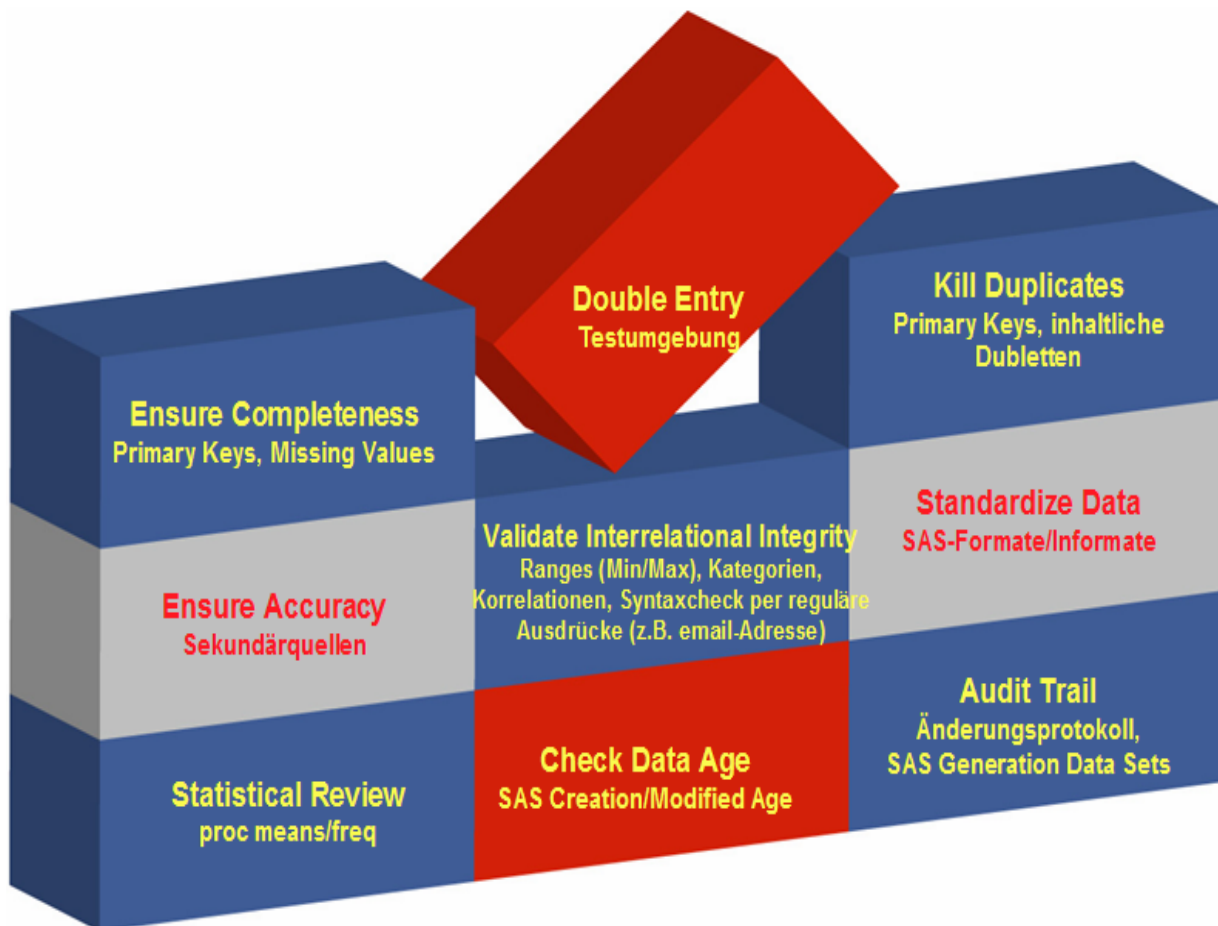 Double Entry
Testumgebung
Kill Duplicates
Primary Keys, inhaltliche
Dubletten
Ensure Completeness
Primary Keys, Missing Values
Validate Interrelational Integrity
Ranges (Min/Max), Kategorien,
Korrelationen, Syntaxcheck per reguläre
Ausdrücke (z.B. email-Adresse)
Standardize Data
SAS-Formate/Informate
Ensure Accuracy
Sekundärquellen
Statistical Review
proc means/freq
Check Data Age
SAS Creation/Modified Age
Audit Trail
Änderungsprotokoll,
SAS Generation Data Sets